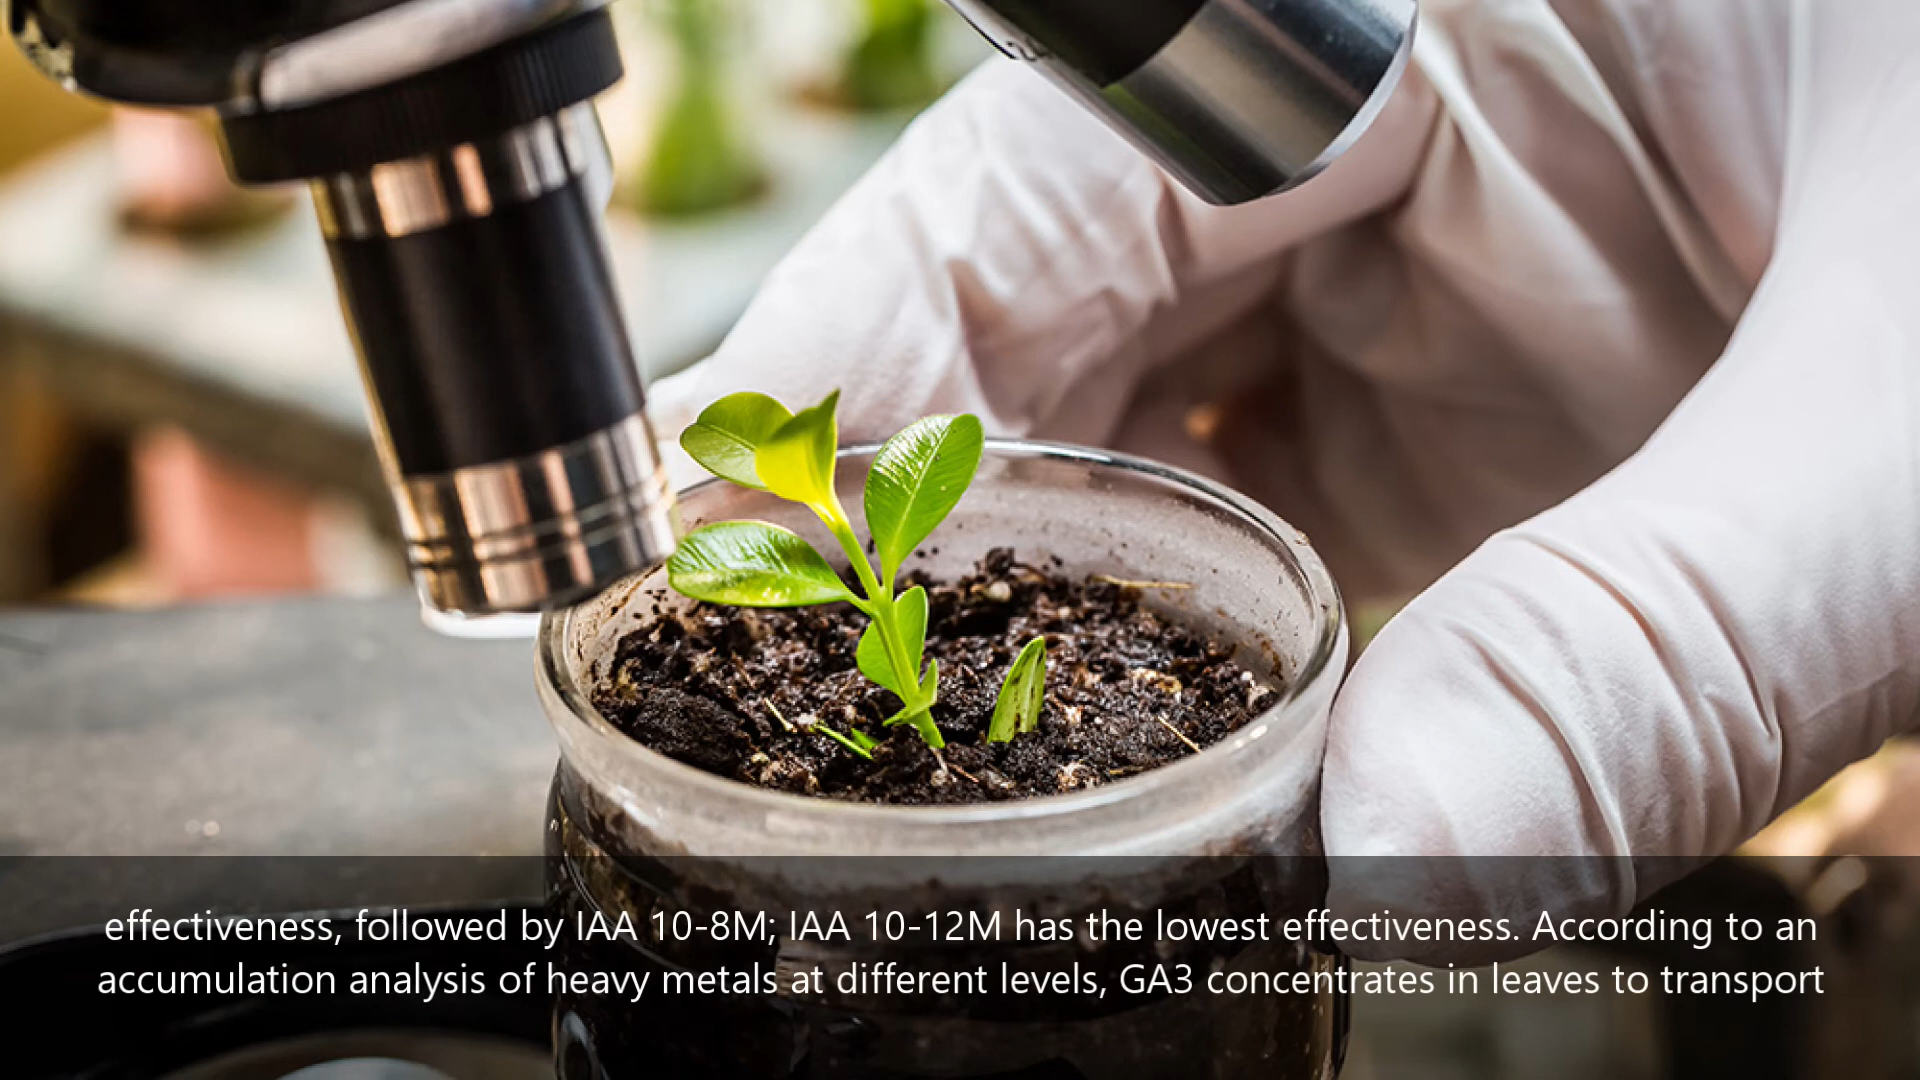 effectiveness, followed by IAA 10-8M; IAA 10-12M has the lowest effectiveness. According to an
accumulation analysis of heavy metals at different levels, GA3 concentrates in leaves to transport